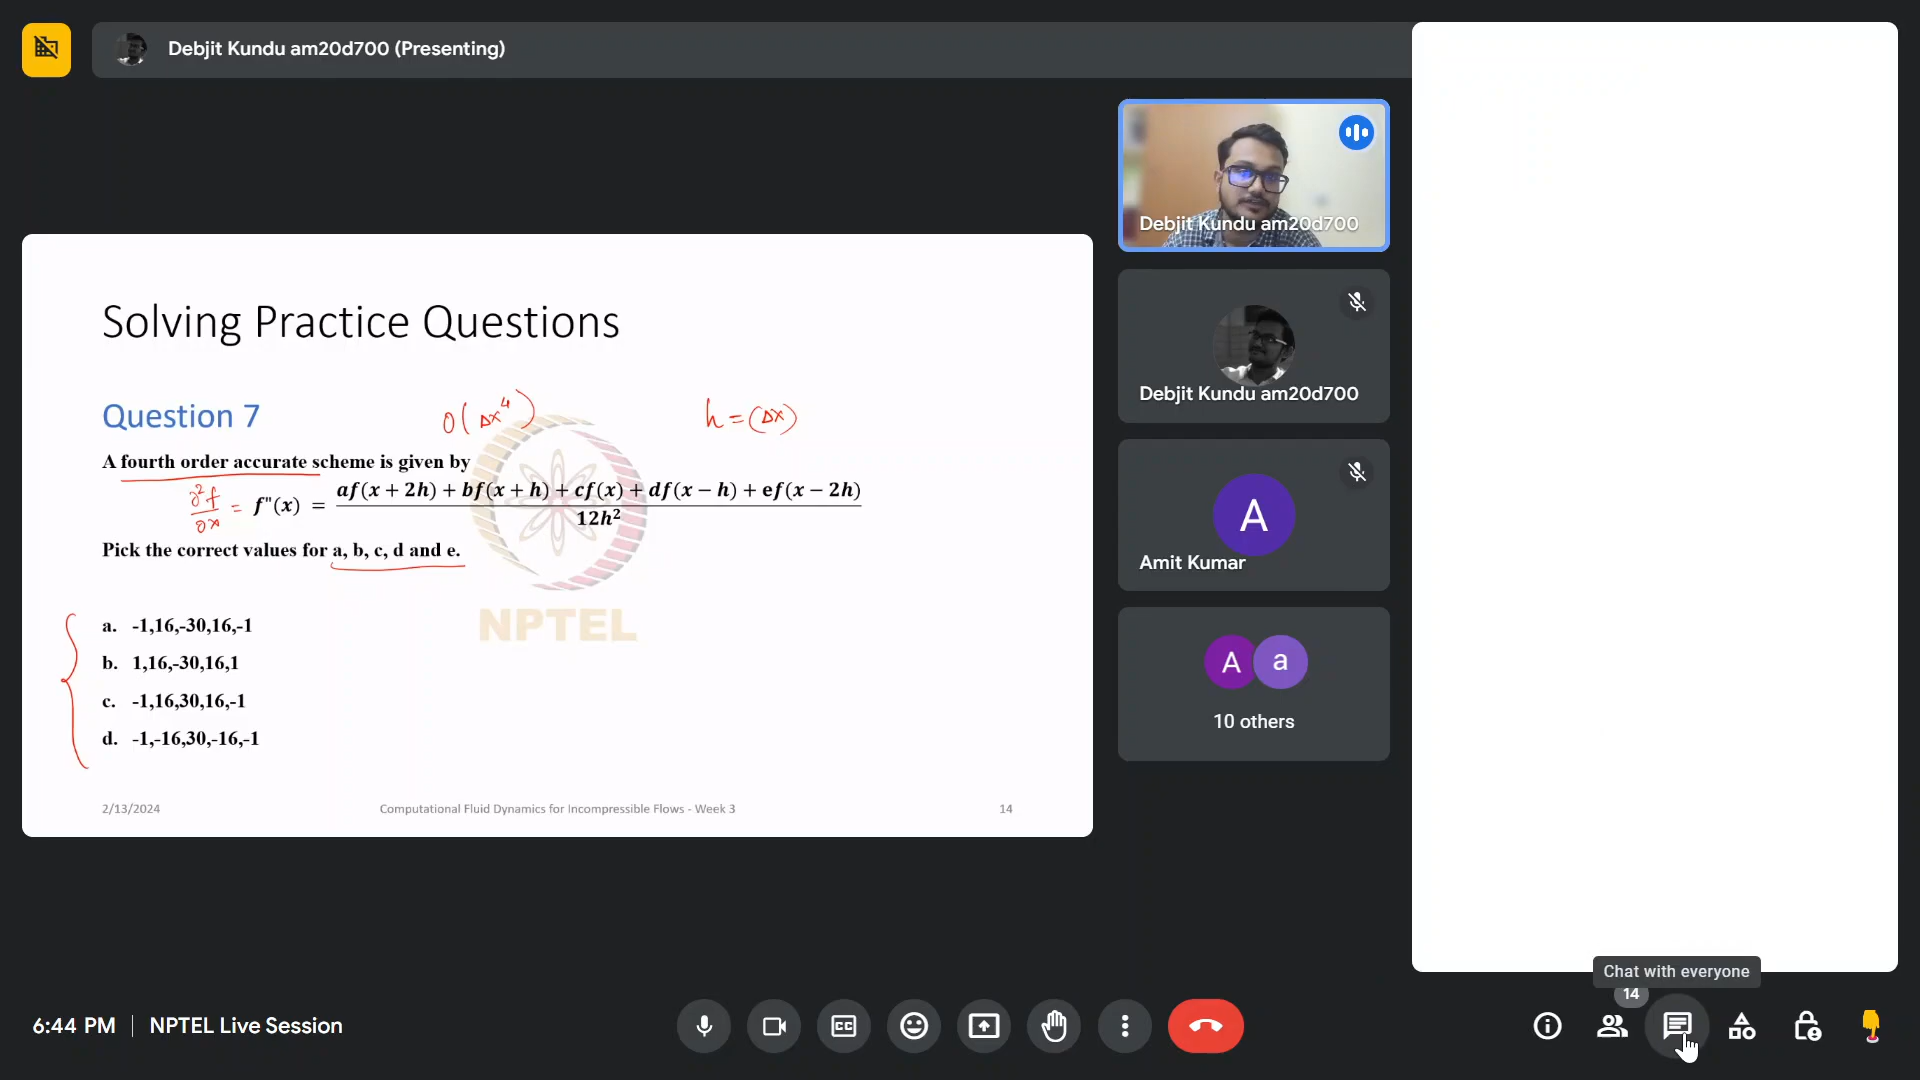 Debjit Kundu am20d700 (Presenting)
Debjit Kundu am20d700
Debjit Kundu am20d700
A
Amit Kumar
A a
10 others
Solving Practice Questions
Question 7
O(Δx⁴)
h = (Δx)
A fourth order accurate scheme is given by
∂²f/∂x = f"(x) = af(x + 2h) + bf(x + h) + cf(x) + df(x − h) + ef(x − 2h)
12h²
Pick the correct values for a, b, c, d and e.
a. -1,16,-30,16,-1
b. 1,16,-30,16,1
c. -1,16,30,16,-1
d. -1,-16,30,-16,-1
NPTEL
2/13/2024 Computational Fluid Dynamics for Incompressible Flows - Week 3 14
Chat with everyone
14
6:44 PM | NPTEL Live Session
CC